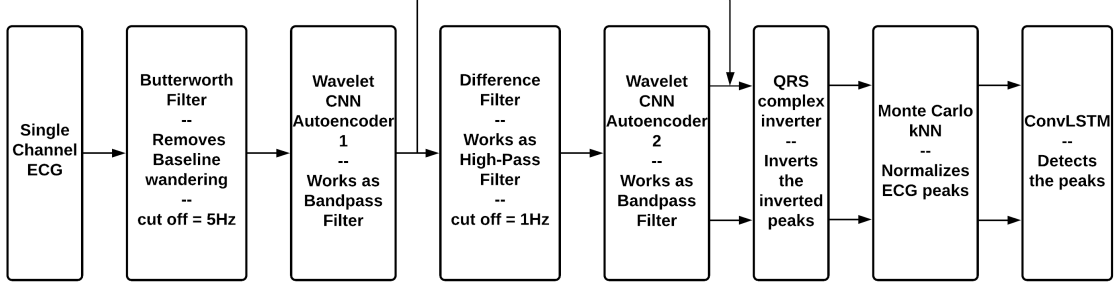 Single
Channel
ECG
Butterworth
Filter
--
Removes
Baseline
wandering
--
cut off = 5Hz
Wavelet
CNN
Autoencoder
1
--
Works as
Bandpass
Filter
Difference
Filter
--
Works as
High-Pass
Filter
--
cut off = 1Hz
Wavelet
CNN
Autoencoder
2
--
Works as
Bandpass
Filter
QRS
complex
inverter
--
Inverts
the
inverted
peaks
Monte Carlo
kNN
--
Normalizes
ECG peaks
ConvLSTM
--
Detects
the peaks